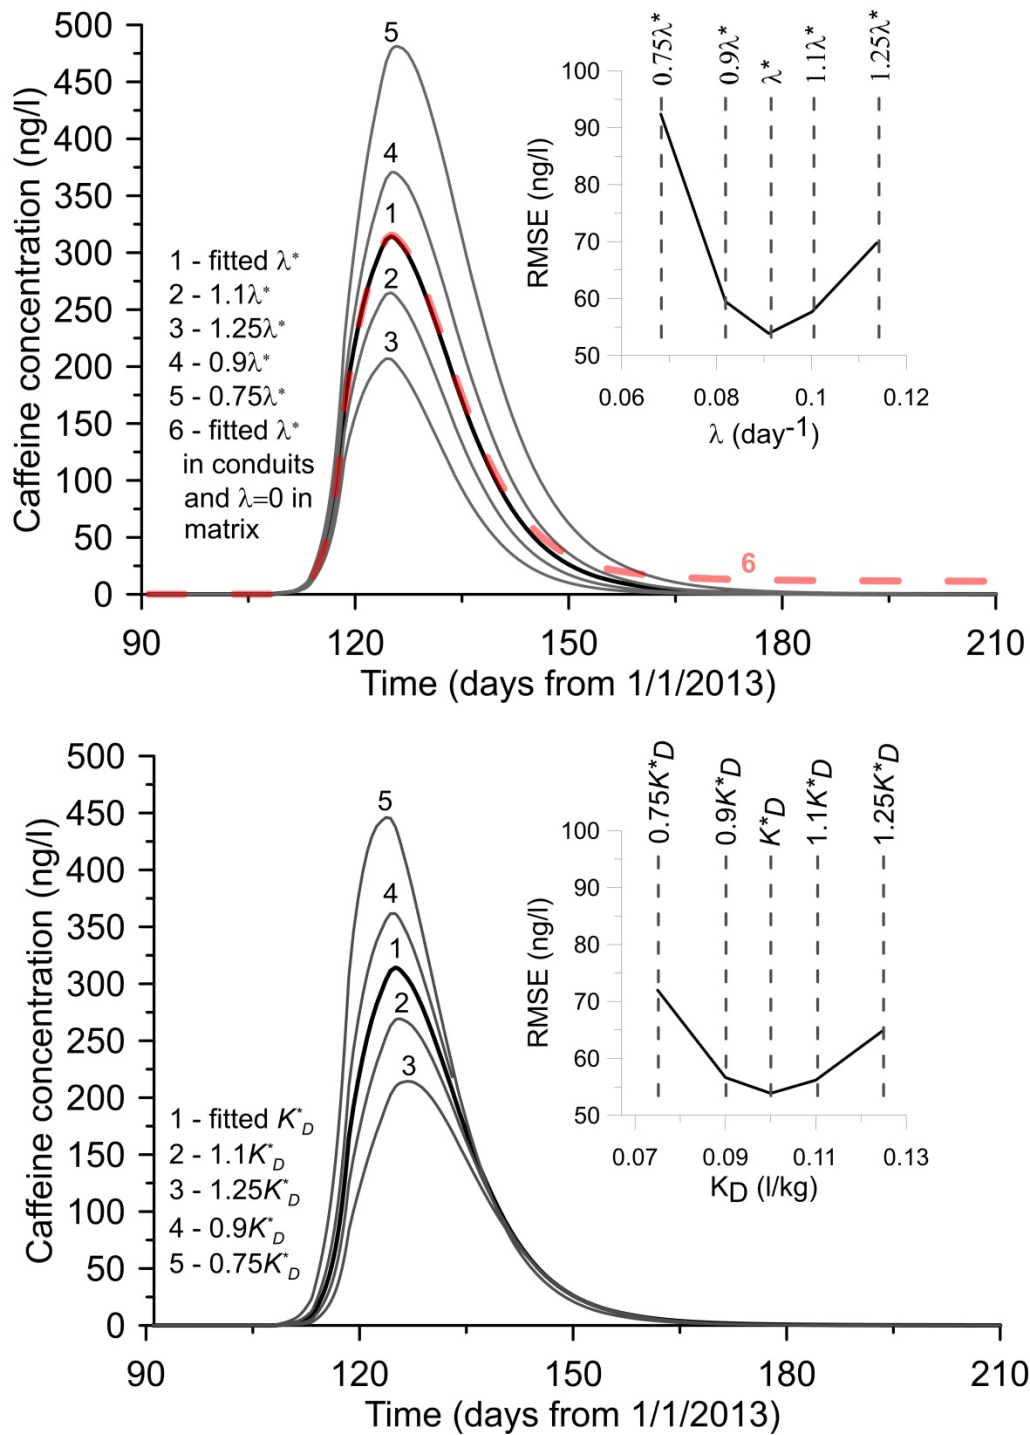 500
450
400
350
300
250
200
150
100
50
0
Caffeine concentration (ng/l)
5
4
1
2
3
6
1 - fitted λ*
2 - 1.1λ*
3 - 1.25λ*
4 - 0.9λ*
5 - 0.75λ*
6 - fitted λ*
in conduits
and λ=0 in
matrix
90 120 150 180 210
Time (days from 1/1/2013)
0.75λ* 0.9λ* λ* 1.1λ* 1.25λ*
100
90
80
70
60
50
RMSE (ng/l)
0.06 0.08 0.1 0.12
λ (day-1)
500
450
400
350
300
250
200
150
100
50
0
Caffeine concentration (ng/l)
5
4
1
2
3
1 - fitted K*D
2 - 1.1K*D
3 - 1.25K*D
4 - 0.9K*D
5 - 0.75K*D
90 120 150 180 210
Time (days from 1/1/2013)
0.75K*D 0.9K*D K*D 1.1K*D 1.25K*D
100
90
80
70
60
50
RMSE (ng/l)
0.07 0.09 0.11 0.13
KD (l/kg)